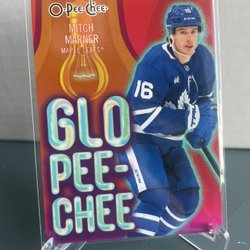 O-Pee-Chee
MITCH
MARNER
MAPLE LEAFS
16
GLO
PEE-
CHEE